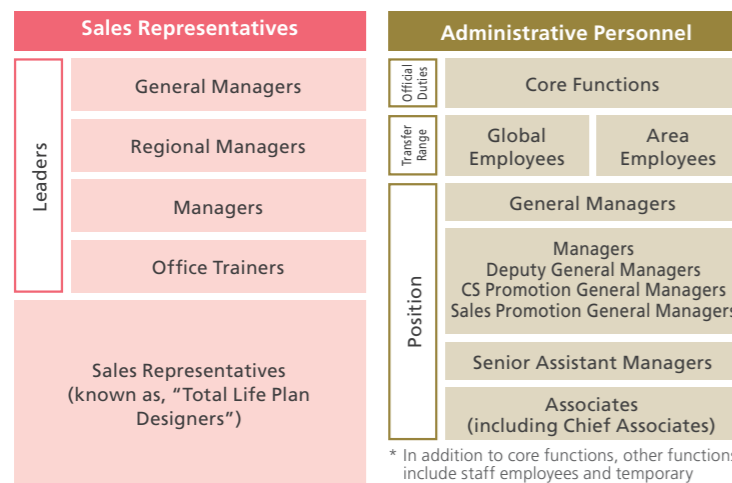 Sales Representatives
Leaders
General Managers
Regional Managers
Managers
Office Trainers
Sales Representatives
(known as, “Total Life Plan
Designers”)
Administrative Personnel
Official
Duties
Core Functions
Transfer
Range
Global
Employees
Area
Employees
Position
General Managers
Managers
Deputy General Managers
CS Promotion General Managers
Sales Promotion General Managers
Senior Assistant Managers
Associates
(including Chief Associates)
* In addition to core functions, other functions
include staff employees and temporary